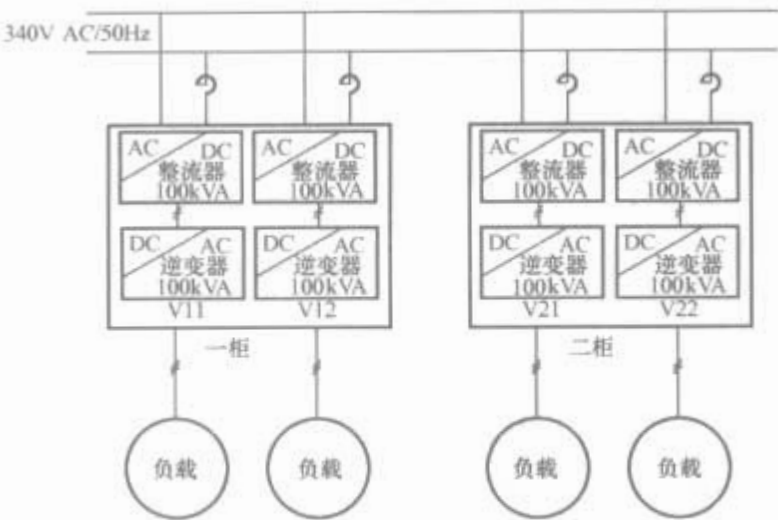 340V AC/50Hz
AC DC AC DC AC DC AC DC
整流器 整流器 整流器 整流器
100kVA 100kVA 100kVA 100kVA
DC AC DC AC DC AC DC AC
逆变器 逆变器 逆变器 逆变器
100kVA 100kVA 100kVA 100kVA
V11 V12 V21 V22
一柜 二柜
负载 负载 负载 负载